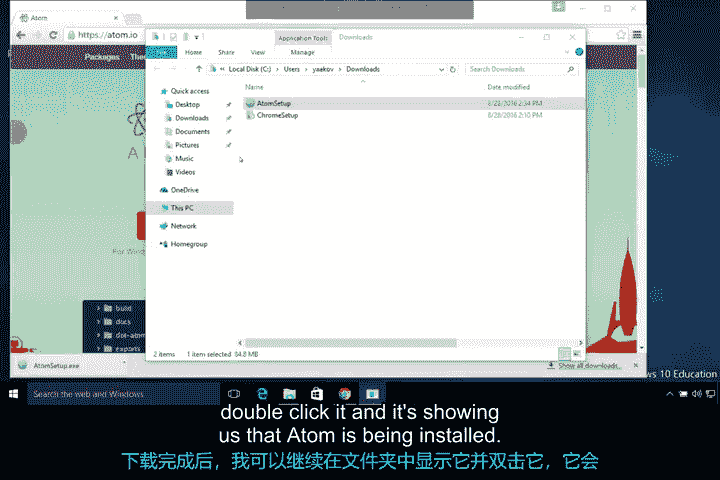 Atom
https://atom.io
Packages
Application Tools
Downloads
Home
Share
View
Manage
Local Disk (C:) › Users › yaakov › Downloads
Search Downloads
Name
Date modified
Quick access
Desktop
Downloads
Documents
Pictures
Music
Videos
OneDrive
This PC
Network
Homegroup
AtomSetup
8/22/2016 2:34 PM
ChromeSetup
8/28/2016 2:10 PM
build
docs
exports
2 items
1 item selected 84.8 MB
AtomSetup.exe
Show all downloads...
10 Education
Search the web and Windows
double click it and it's showing
us that Atom is being installed.
下载完成后，我可以继续在文件夹中显示它并双击它，它会